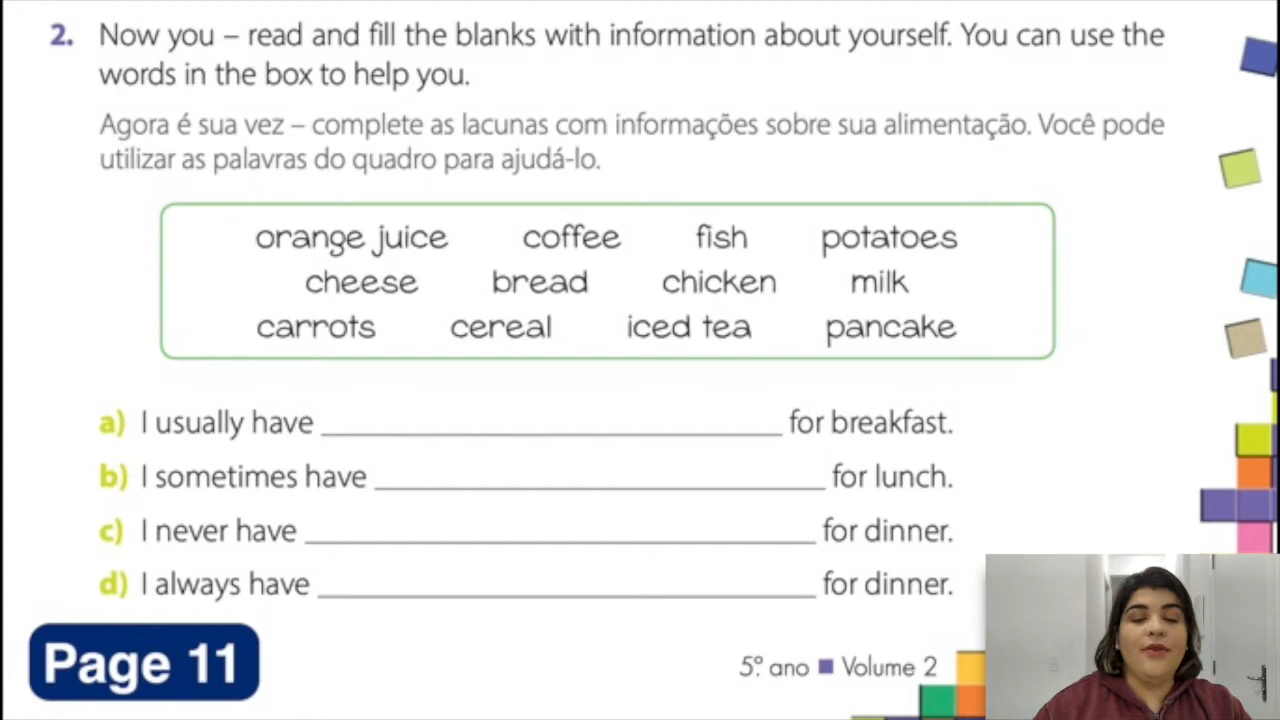 2. Now you – read and fill the blanks with information about yourself. You can use the
words in the box to help you.
Agora é sua vez – complete as lacunas com informações sobre sua alimentação. Você pode
utilizar as palavras do quadro para ajudá-lo.
orange juice coffee fish potatoes
cheese bread chicken milk
carrots cereal iced tea pancake
a) I usually have ______________________________ for breakfast.
b) I sometimes have ______________________________ for lunch.
c) I never have ______________________________ for dinner.
d) I always have ______________________________ for dinner.
Page 11
5º. ano ■ Volume 2